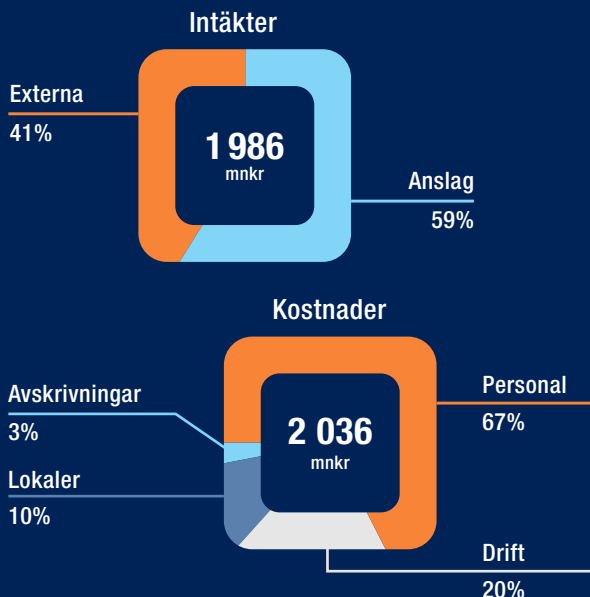 Intäkter
Externa
41%
1 986
mnkr
Anslag
59%
Kostnader
Avskrivningar
3%
Lokaler
10%
2 036
mnkr
Personal
67%
Drift
20%